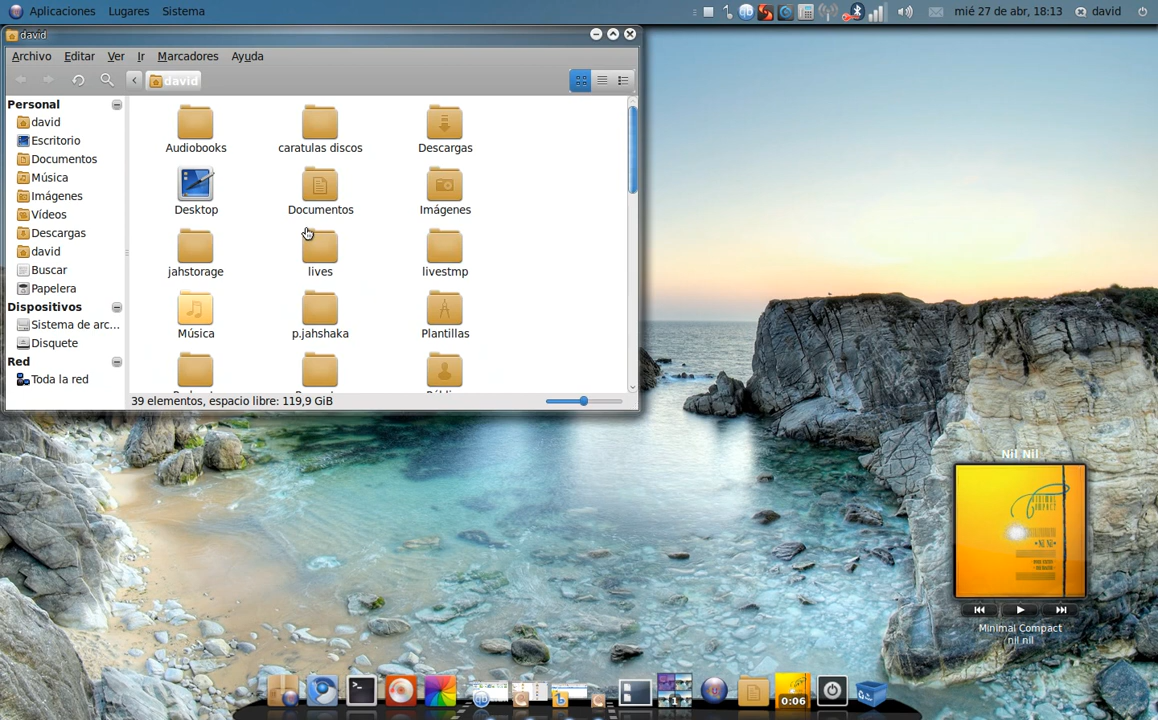 Aplicaciones Lugares Sistema
mié 27 de abr, 18:13 david
david
Archivo Editar Ver Ir Marcadores Ayuda
david
Personal
david
Escritorio
Documentos
Música
Imágenes
Vídeos
Descargas
david
Buscar
Papelera
Dispositivos
Sistema de arc...
Disquete
Red
Toda la red
Audiobooks caratulas discos Descargas
Desktop Documentos Imágenes
jahstorage lives livestmp
Música p.jahshaka Plantillas
39 elementos, espacio libre: 119,9 GiB
Nil Nil
MINIMAL
COMPACT
Minimal Compact
nil nil
1
0:06